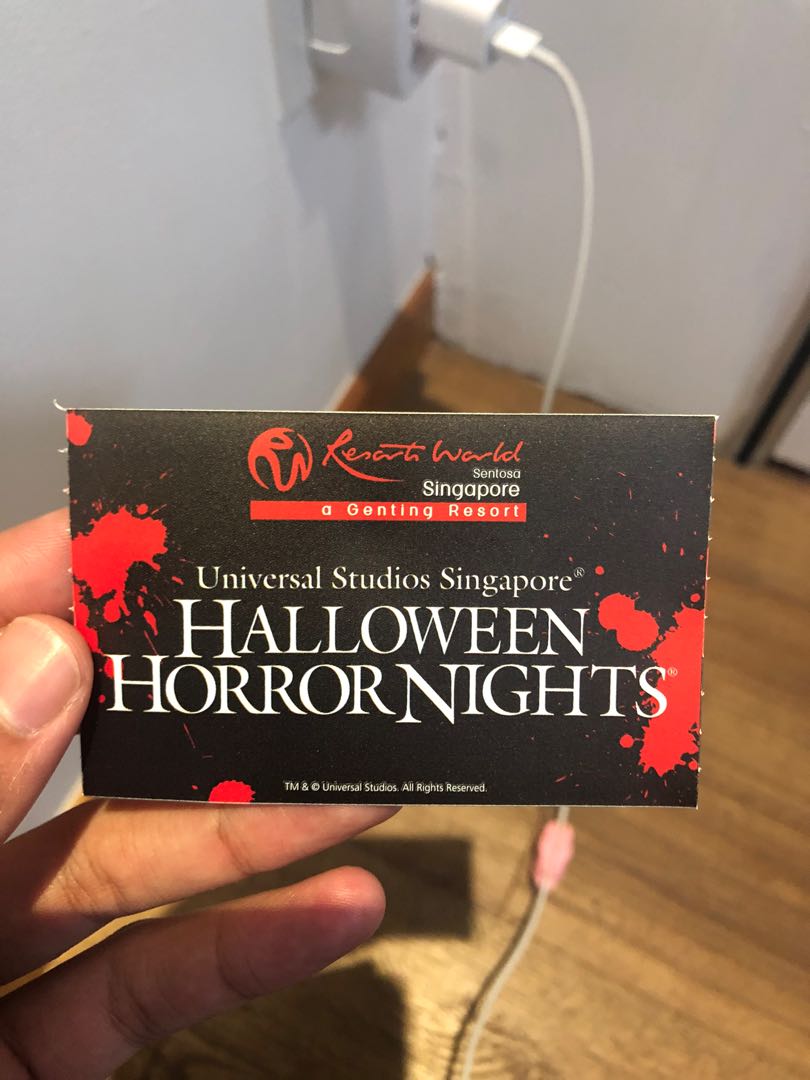 Resorts World
Sentosa
Singapore
a Genting Resort
Universal Studios Singapore®
HALLOWEEN
HORROR NIGHTS®
TM & © Universal Studios. All Rights Reserved.